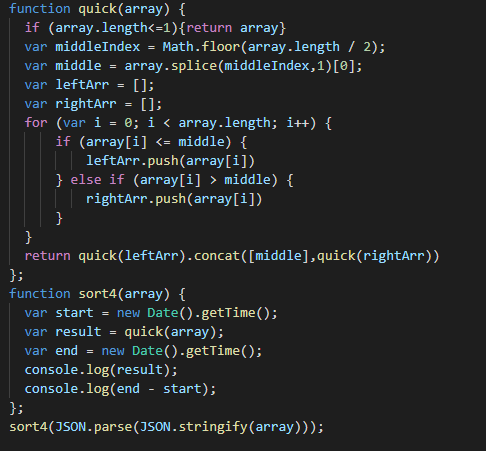 function quick(array) {
  if (array.length<=1){return array}
  var middleIndex = Math.floor(array.length / 2);
  var middle = array.splice(middleIndex,1)[0];
  var leftArr = [];
  var rightArr = [];
  for (var i = 0; i < array.length; i++) {
      if (array[i] <= middle) {
          leftArr.push(array[i])
      } else if (array[i] > middle) {
          rightArr.push(array[i])
      }
  }
  return quick(leftArr).concat([middle],quick(rightArr))
};
function sort4(array) {
  var start = new Date().getTime();
  var result = quick(array);
  var end = new Date().getTime();
  console.log(result);
  console.log(end - start);
};
sort4(JSON.parse(JSON.stringify(array)));